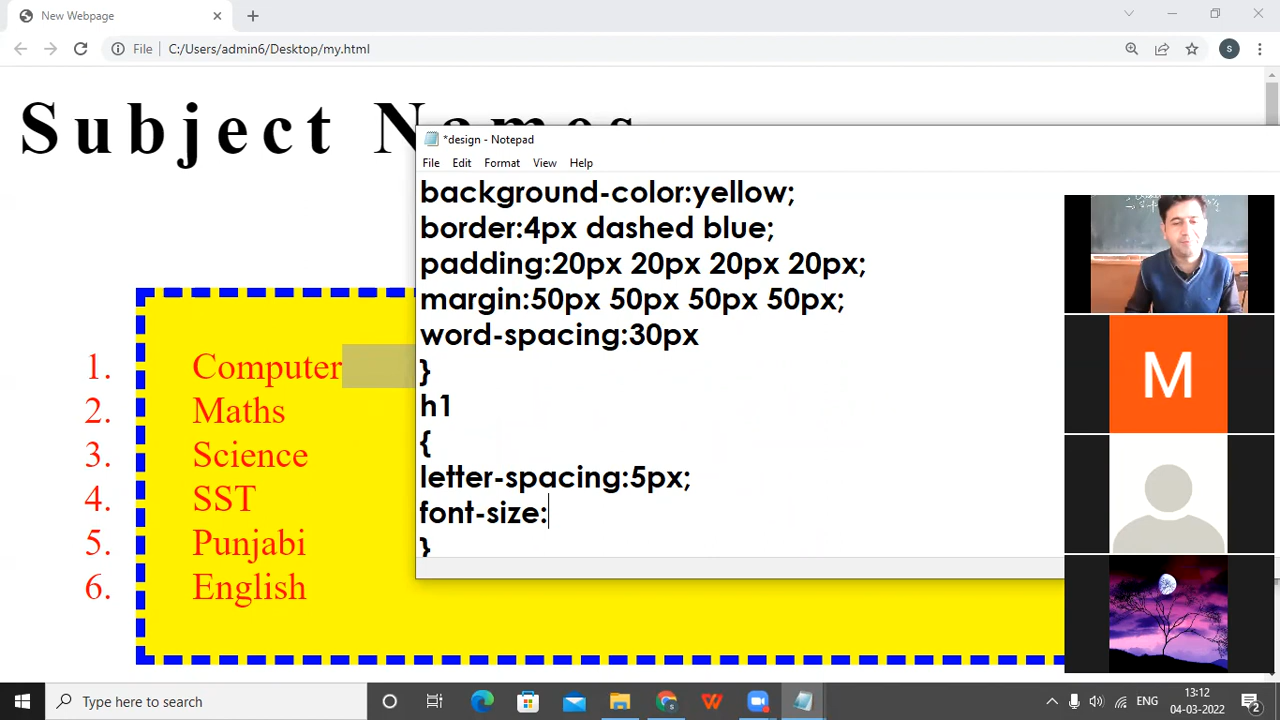 New Webpage
File C:/Users/admin6/Desktop/my.html
S
Subject Names
*design - Notepad
File Edit Format View Help
background-color:yellow;
border:4px dashed blue;
padding:20px 20px 20px 20px;
margin:50px 50px 50px 50px;
word-spacing:30px
}
h1
{
letter-spacing:5px;
font-size:
}
1. Computer
2. Maths
3. Science
4. SST
5. Punjabi
6. English
M
Type here to search
ENG
13:12
04-03-2022
2